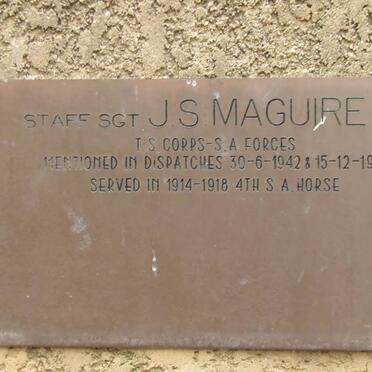 STAFF SGT J.S. MAGUIRE
T.S. CORPS-S.A. FORCES
MENTIONED IN DISPATCHES 30-6-1942 & 15-12-19
SERVED IN 1914-1918 4TH S.A. HORSE